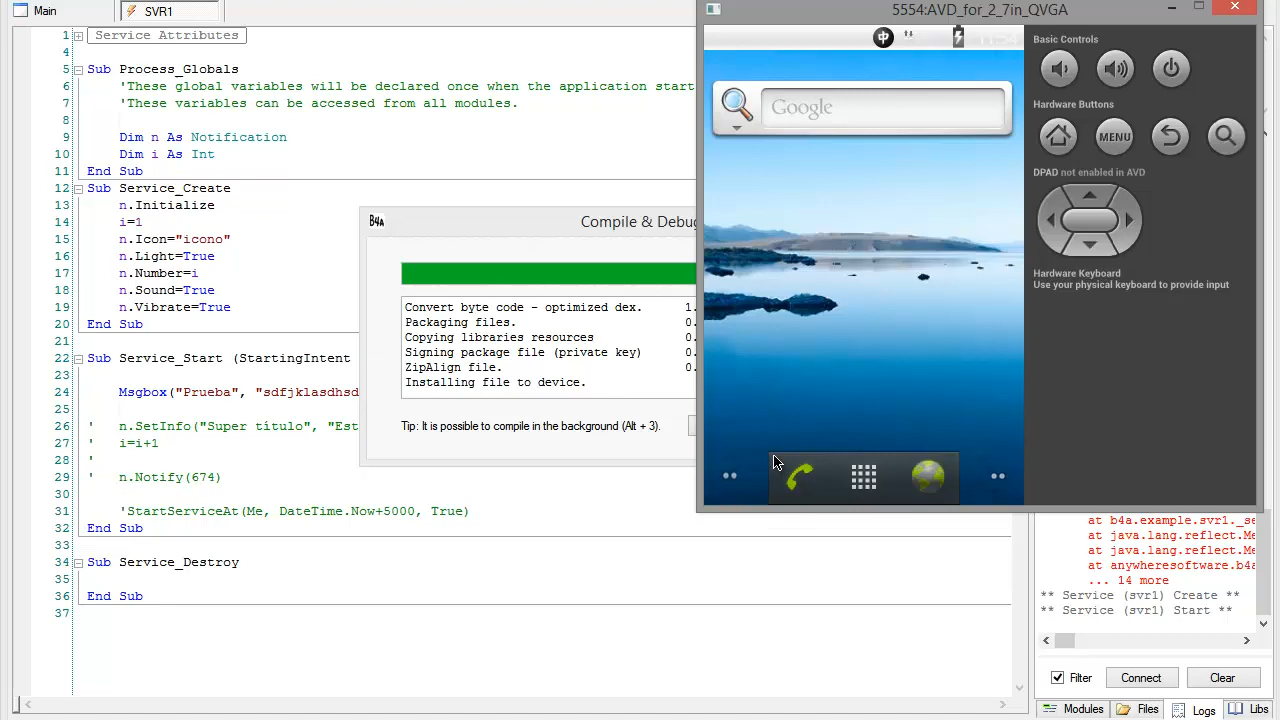 Main
SVR1
1 Service Attributes
4
5 Sub Process_Globals
6 'These global variables will be declared once when the application start
7 'These variables can be accessed from all modules.
8
9 Dim n As Notification
10 Dim i As Int
11 End Sub
12 Sub Service_Create
13 n.Initialize
14 i=1
15 n.Icon="icono"
16 n.Light=True
17 n.Number=i
18 n.Sound=True
19 n.Vibrate=True
20 End Sub
21
22 Sub Service_Start (StartingIntent
23
24 Msgbox("Prueba", "sdfjklasdhsd
25
26 ' n.SetInfo("Super título", "Est
27 ' i=i+1
28 '
29 ' n.Notify(674)
30
31 'StartServiceAt(Me, DateTime.Now+5000, True)
32 End Sub
33
34 Sub Service_Destroy
35
36 End Sub
37
B4A
Compile & Debug
Convert byte code - optimized dex. 1.
Packaging files. 0.
Copying libraries resources 0.
Signing package file (private key) 0.
ZipAlign file. 0.
Installing file to device.
Tip: It is possible to compile in the background (Alt + 3).
5554:AVD_for_2_7in_QVGA
中
Google
Basic Controls
Hardware Buttons
MENU
DPAD not enabled in AVD
Hardware Keyboard
Use your physical keyboard to provide input
at b4a.example.svr1._se
at java.lang.reflect.Me
at java.lang.reflect.Me
at anywheresoftware.b4a
... 14 more
** Service (svr1) Create **
** Service (svr1) Start **
Filter
Connect
Clear
Modules
Files
Logs
Libs